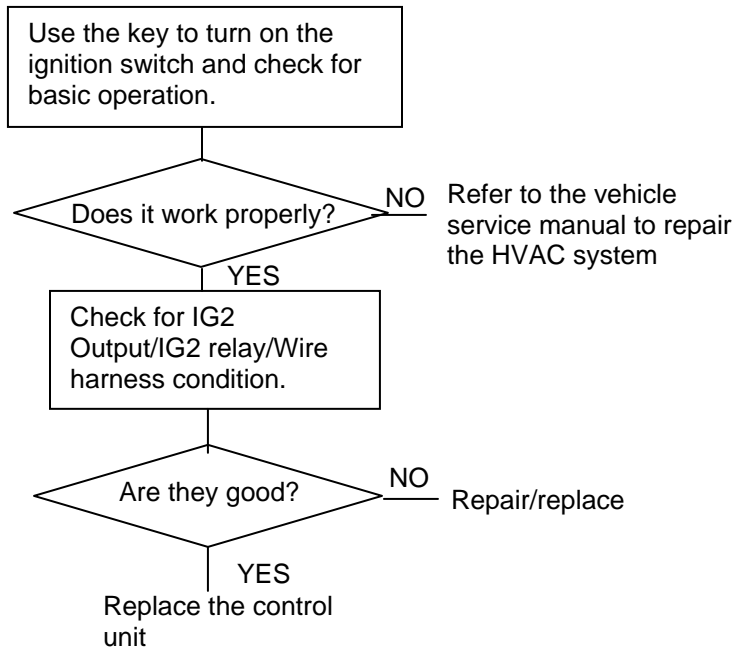 Use the key to turn on the
ignition switch and check for
basic operation.
Does it work properly?
NO
Refer to the vehicle
service manual to repair
the HVAC system
YES
Check for IG2
Output/IG2 relay/Wire
harness condition.
Are they good?
NO
Repair/replace
YES
Replace the control
unit